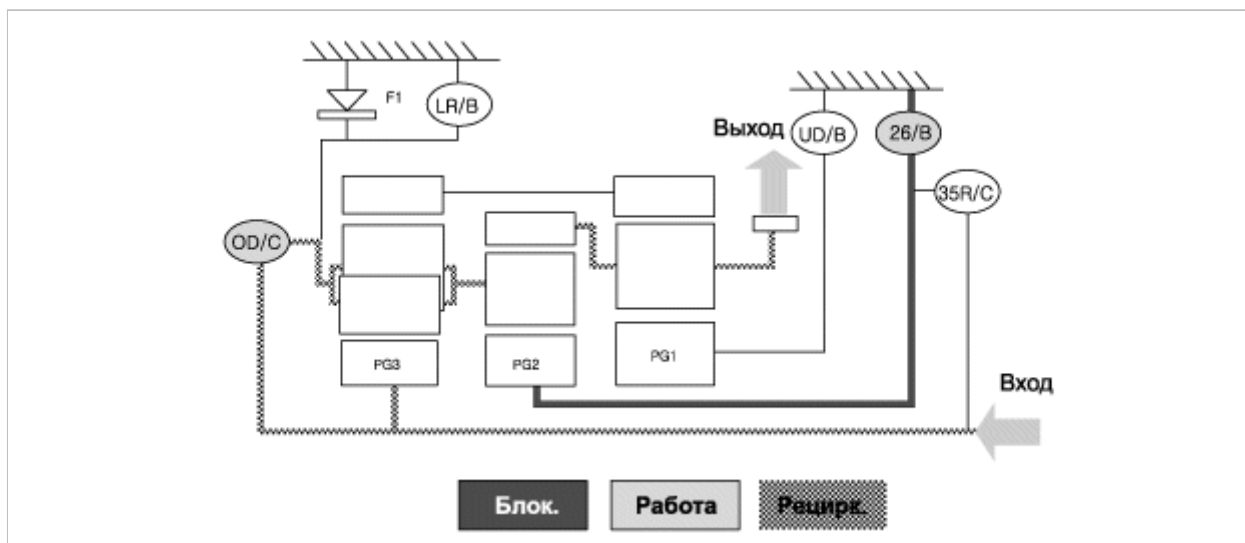 F1
LR/B
Выход
UD/B
26/B
35R/C
OD/C
PG3
PG2
PG1
Вход
Блок.
Работа
Рецирк.